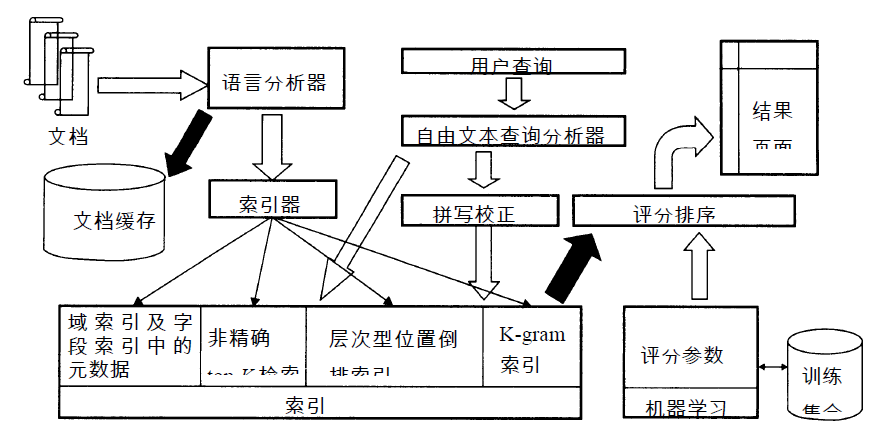 文档
语言分析器
用户查询
自由文本查询分析器
结果
页面
文档缓存
索引器
拼写校正
评分排序
域索引及字
段索引中的
元数据
非精确
top-K检索
层次型位置倒
排索引
K-gram
索引
索引
评分参数
机器学习
训练
集合